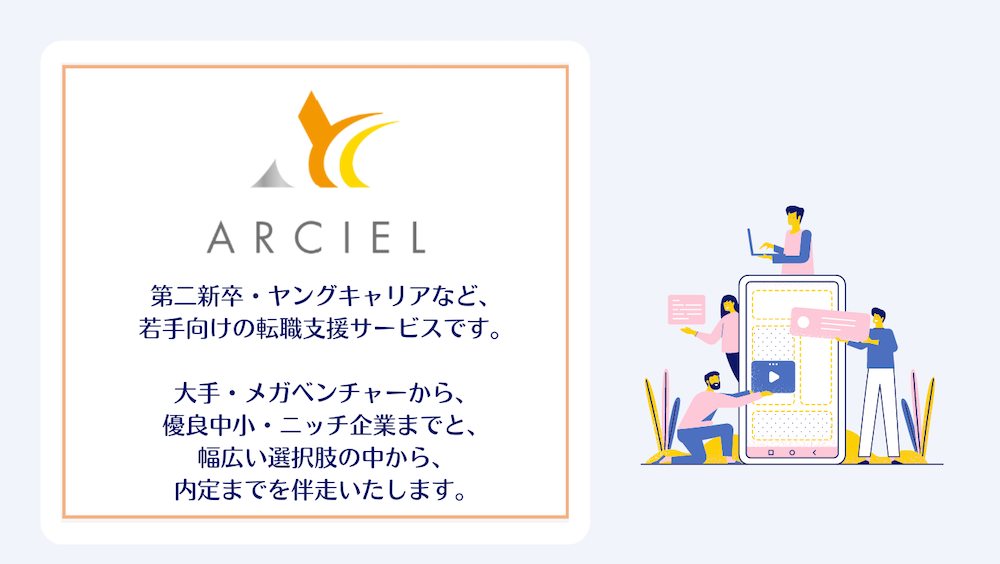 ARCIEL
第二新卒・ヤングキャリアなど、
若手向けの転職支援サービスです。
大手・メガベンチャーから、
優良中小・ニッチ企業までと、
幅広い選択肢の中から、
内定までを伴走いたします。